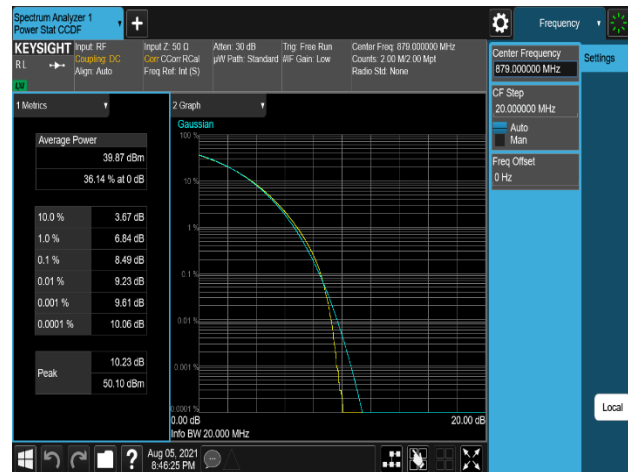 Spectrum Analyzer 1
Power Stat CCDF
Frequency
KEYSIGHT
RL
Input: RF
Coupling: DC
Align: Auto
Input Z: 50 Ω
Corr CCorr RCal
Freq Ref: Int (S)
Atten: 30 dB
µW Path: Standard
Trig: Free Run
#IF Gain: Low
Center Freq: 879.000000 MHz
Counts: 2.00 M/2.00 Mpt
Radio Std: None
Center Frequency
879.000000 MHz
Settings
CF Step
20.000000 MHz
Auto
Man
Freq Offset
0 Hz
Local
1 Metrics
Average Power
39.87 dBm
36.14 % at 0 dB
10.0 % 3.67 dB
1.0 % 6.84 dB
0.1 % 8.49 dB
0.01 % 9.23 dB
0.001 % 9.61 dB
0.0001 % 10.06 dB
Peak
10.23 dB
50.10 dBm
2 Graph
Gaussian
100 %
10 %
1 %
0.1 %
0.01 %
0.001 %
0.0001 %
0.00 dB
20.00 dB
Info BW 20.000 MHz
Aug 05, 2021
8:46:25 PM